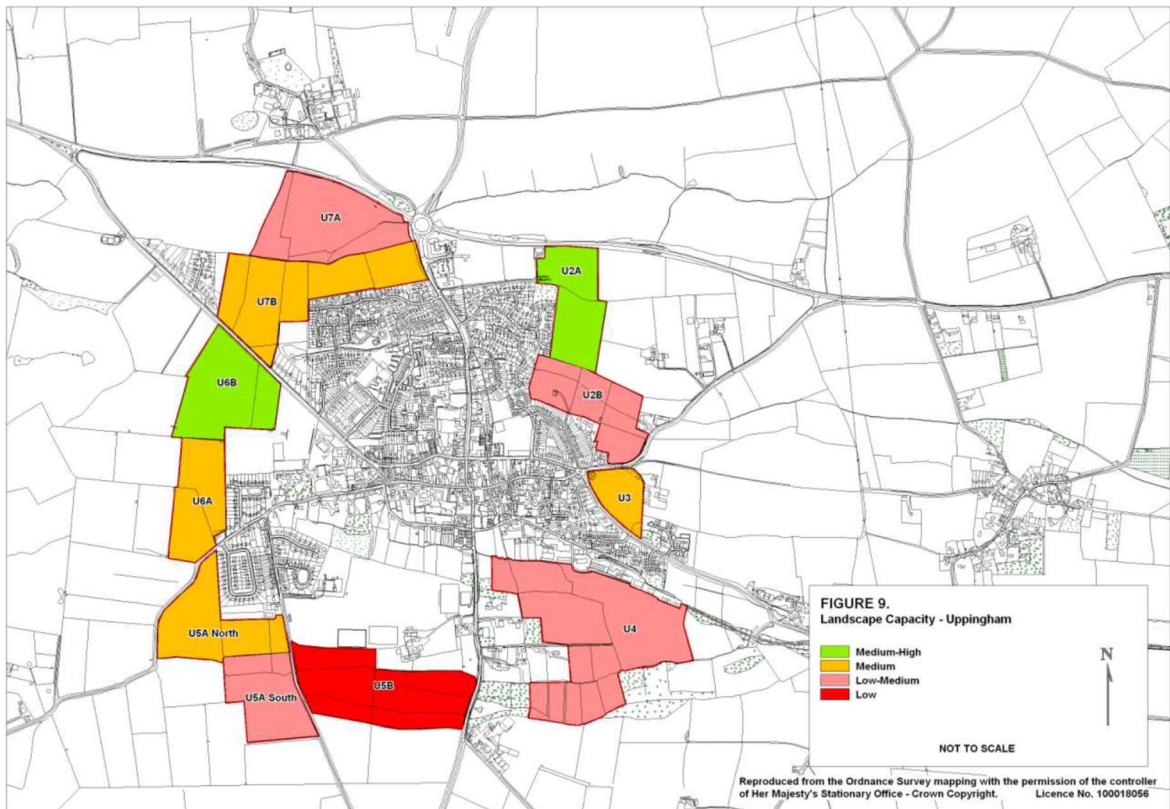 U7A
U2A
U7B
U6B
U2B
U6A
U3
U4
U5A North
U5B
U5A South
FIGURE 9.
Landscape Capacity - Uppingham
Medium-High
Medium
Low-Medium
Low
N
NOT TO SCALE
Reproduced from the Ordnance Survey mapping with the permission of the controller
of Her Majesty's Stationary Office - Crown Copyright. Licence No. 100018056